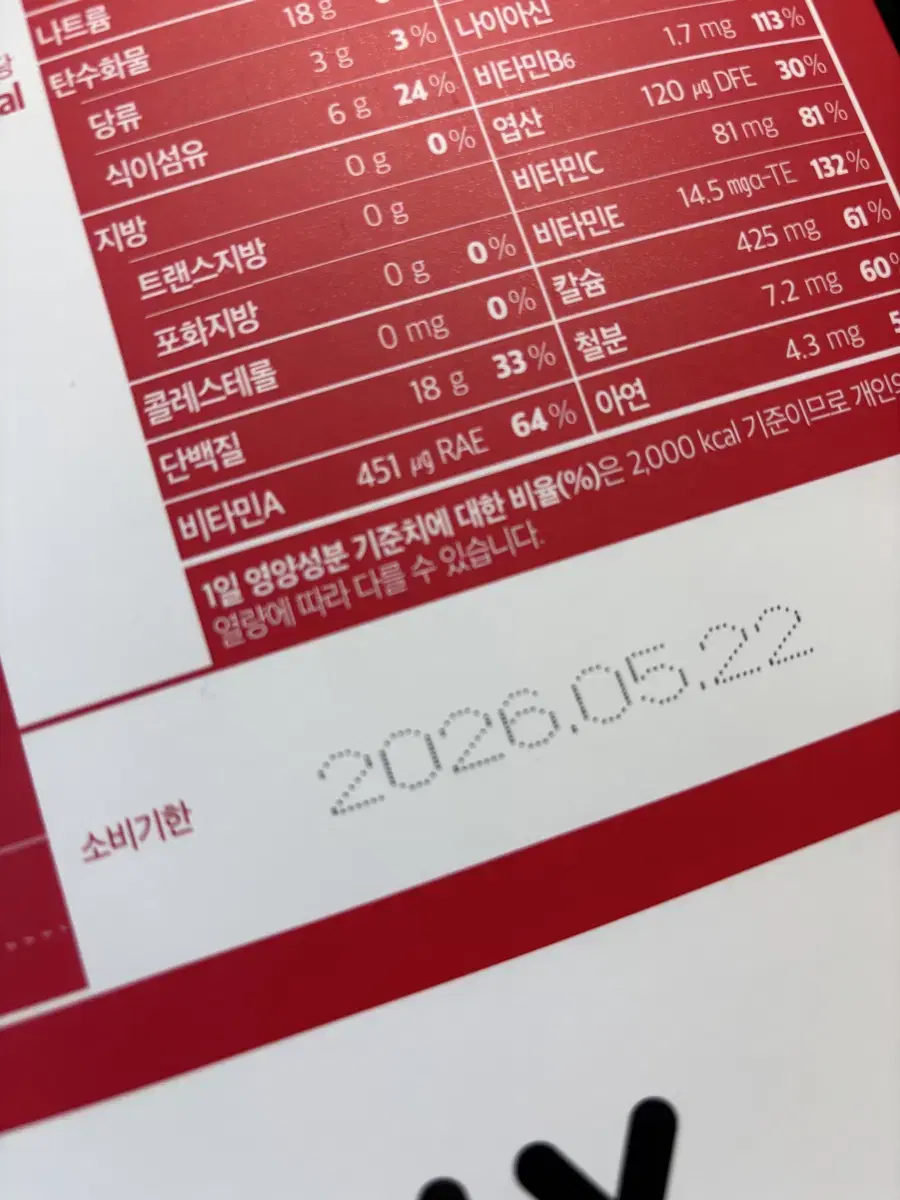 나트륨
탄수화물 18 g
당류 3 g 3%
식이섬유 6 g 24%
지방 0 g 0%
트랜스지방 0 g
포화지방 0 g 0%
콜레스테롤 0 mg 0%
단백질 18 g 33%
비타민A 451 μg RAE 64%
나이아신
비타민B6 1.7 mg 113%
엽산 120 μg DFE 30%
비타민C 81mg 81%
비타민E 14.5 mgα-TE 132%
칼슘 425 mg 61%
철분 7.2 mg 60%
아연 4.3 mg
1일 영양성분 기준치에 대한 비율(%)은 2,000 kcal 기준이므로 개인의
열량에 따라 다를 수 있습니다.
소비기한 2026.05.22